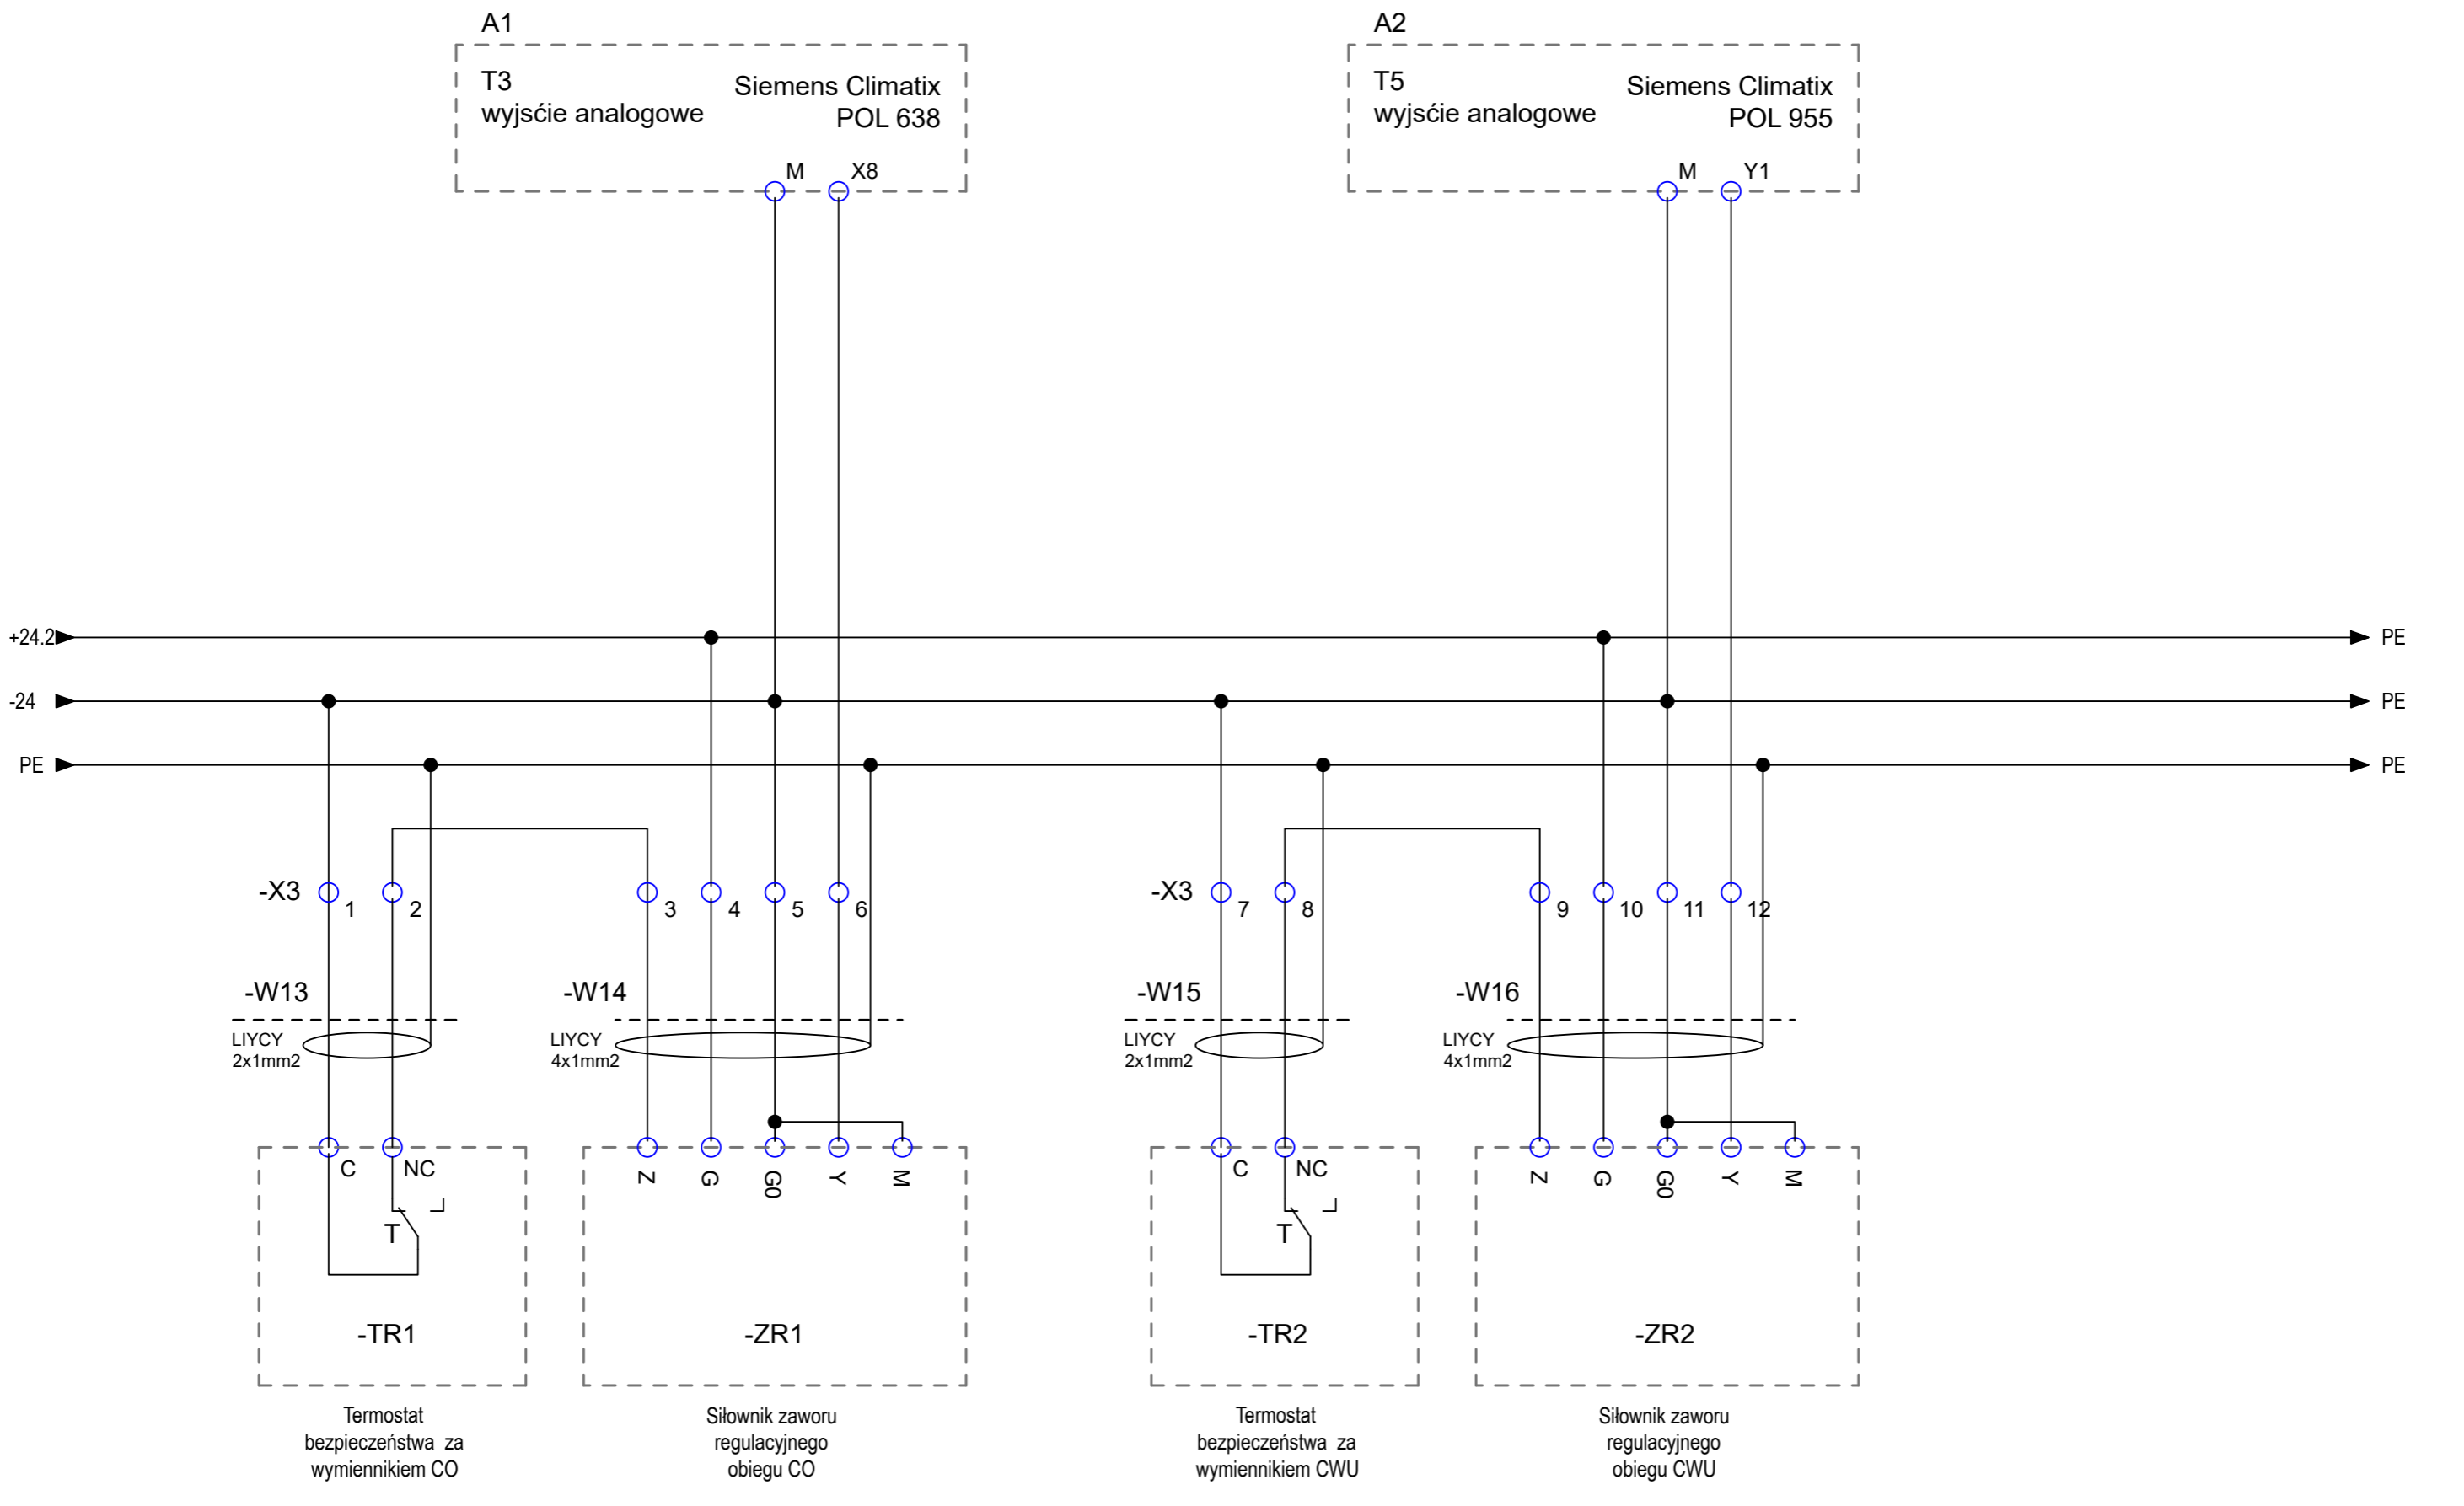 A1
T3
wyjśćie analogowe
Siemens Climatix
POL 638
M
X8
A2
T5
wyjśćie analogowe
Siemens Climatix
POL 955
M
Y1
+24.2
PE
-24
PE
PE
PE
-X3
1
2
3
4
5
6
-X3
7
8
9
10
11
12
-W13
LIYCY
2x1mm2
-W14
LIYCY
4x1mm2
-W15
LIYCY
2x1mm2
-W16
LIYCY
4x1mm2
C
NC
T
-TR1
Z
G
G0
Y
M
-ZR1
C
NC
T
-TR2
Z
G
G0
Y
M
-ZR2
Termostat
bezpieczeństwa za
wymiennikiem CO
Siłownik zaworu
regulacyjnego
obiegu CO
Termostat
bezpieczeństwa za
wymiennikiem CWU
Siłownik zaworu
regulacyjnego
obiegu CWU